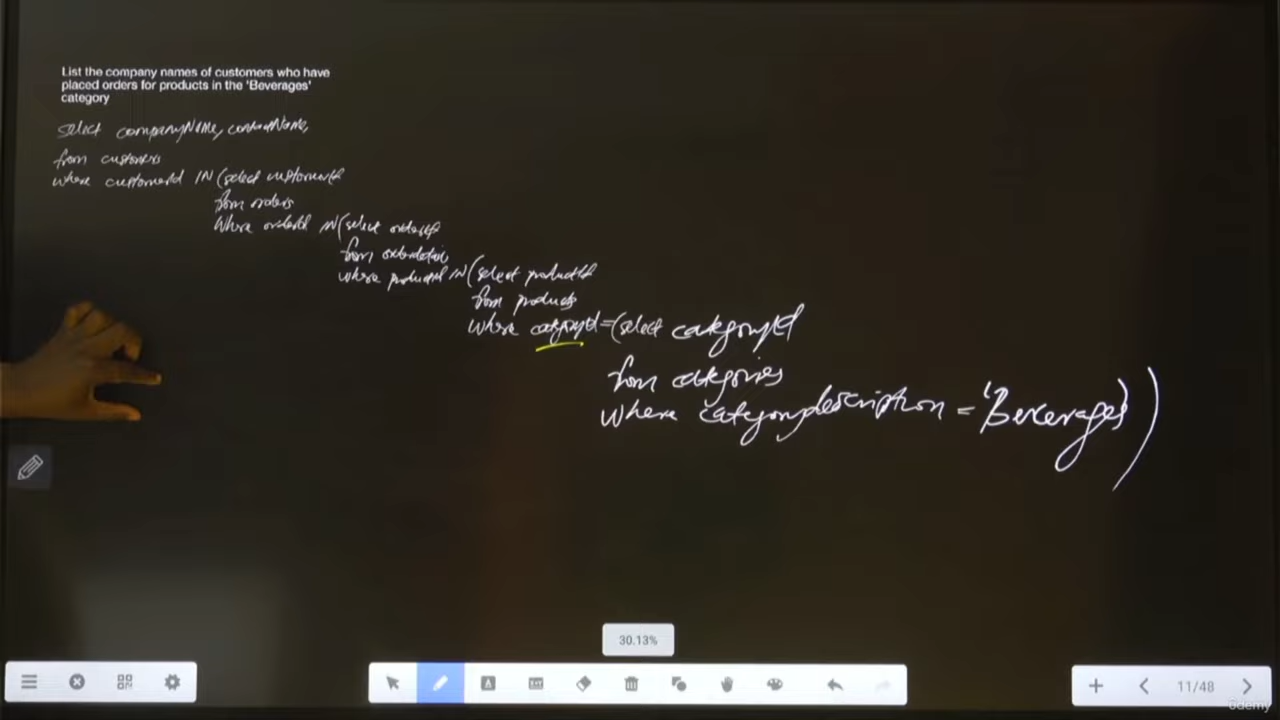 List the company names of customers who have
placed orders for products in the 'Beverages'
category
select companyName, contactName,
from customers
where customerId IN (select customerId
from orders
where orderId IN (select orderId
from orderdetails
where productId IN (select productId
from products
where categoryId = (select categoryId
from categories
where categorydescription = 'Beverages'))
30.13%
11/48
ûdemy